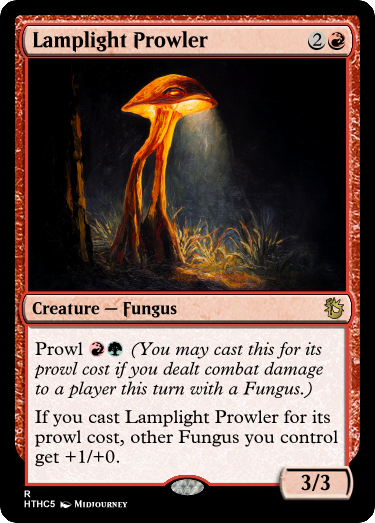 Lamplight Prowler 2
Creature — Fungus
Prowl (You may cast this for its
prowl cost if you dealt combat damage
to a player this turn with a Fungus.)
If you cast Lamplight Prowler for its
prowl cost, other Fungus you control
get +1/+0.
3/3
R
HTHC5 Midjourney